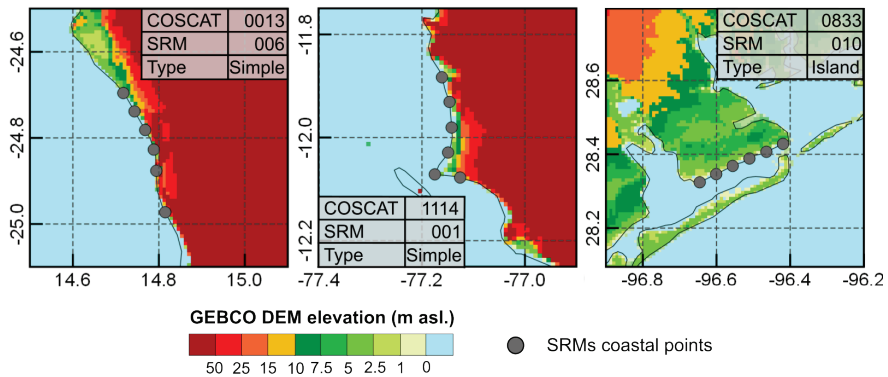 COSCAT 0013
SRM 006
Type Simple
-24.6
-24.8
-25.0
14.6 14.8 15.0
-11.8
-12.0
-12.2
COSCAT 1114
SRM 001
Type Simple
-77.4 -77.2 -77.0
COSCAT 0833
SRM 010
Type Island
28.6
28.4
28.2
-96.8 -96.6 -96.4 -96.2
GEBCO DEM elevation (m asl.)
50 25 15 10 7.5 5 2.5 1 0
SRMs coastal points